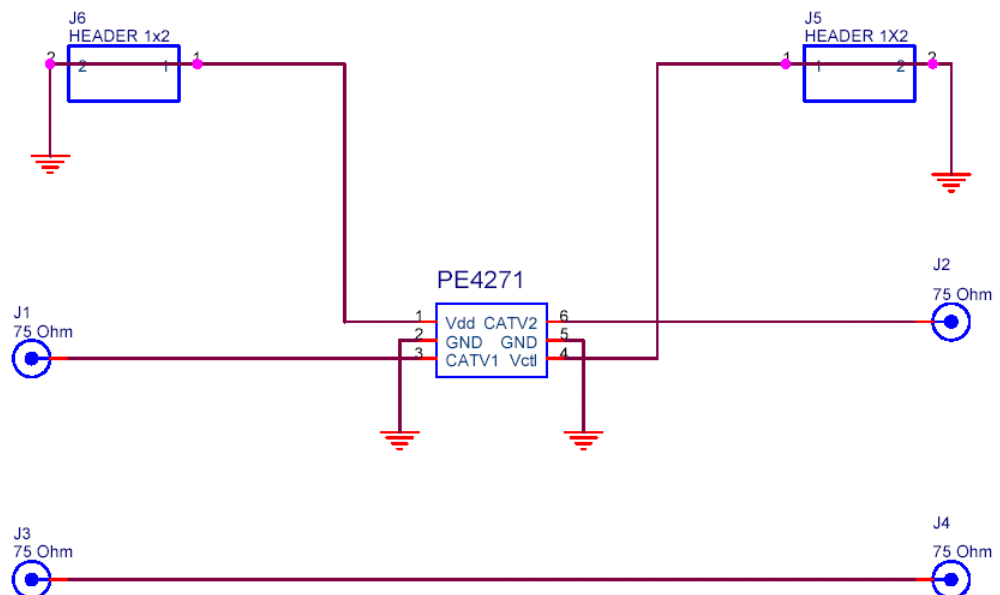 J6
HEADER 1x2
2 2 1 1
J5
HEADER 1X2
1 1 2 2
PE4271
J1
75 Ohm
J2
75 Ohm
1 Vdd CATV2 6
2 GND GND 5
3 CATV1 Vctl 4
J3
75 Ohm
J4
75 Ohm